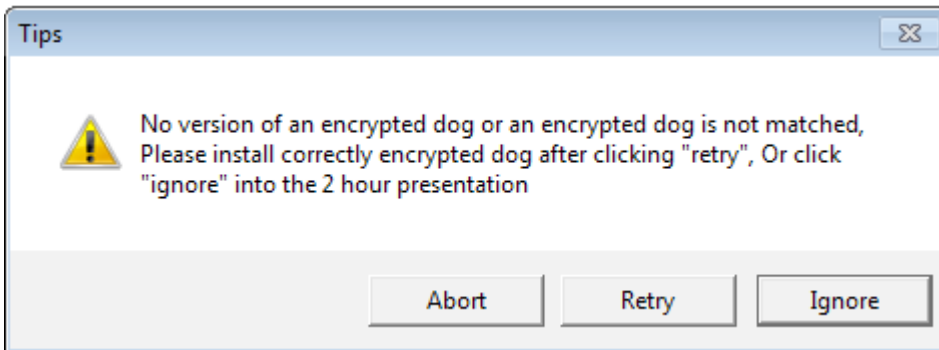 Tips
No version of an encrypted dog or an encrypted dog is not matched,
Please install correctly encrypted dog after clicking "retry", Or click
"ignore" into the 2 hour presentation
Abort
Retry
Ignore